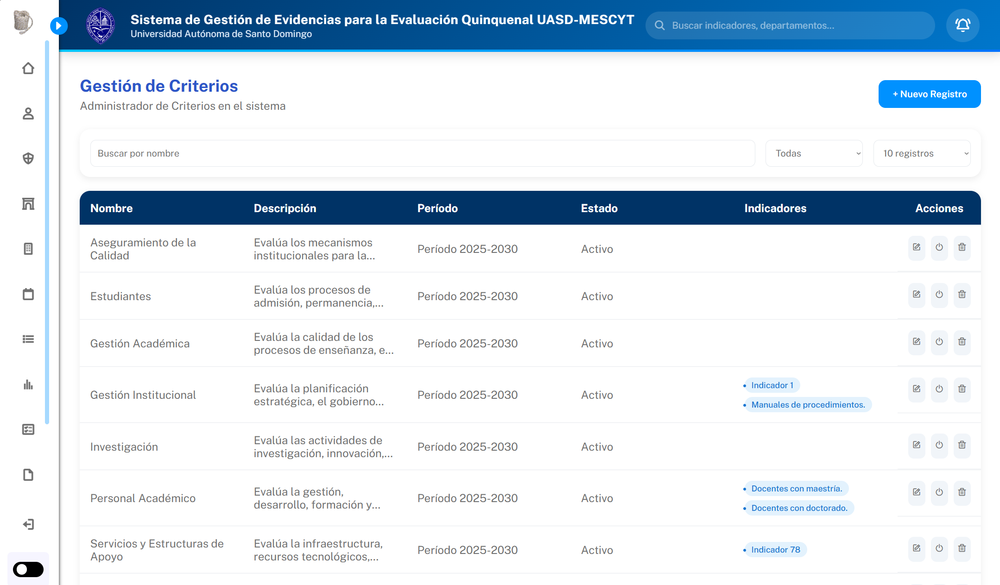 Sistema de Gestión de Evidencias para la Evaluación Quinquenal UASD-MESCYT
Universidad Autónoma de Santo Domingo
Buscar indicadores, departamentos...
Gestión de Criterios
Administrador de Criterios en el sistema
+ Nuevo Registro
Buscar por nombre
Todas
10 registros
Nombre Descripción Período Estado Indicadores Acciones
Aseguramiento de la
Calidad
Evalúa los mecanismos
institucionales para la...
Período 2025-2030
Activo
Estudiantes
Evalúa los procesos de
admisión, permanencia,...
Período 2025-2030
Activo
Gestión Académica
Evalúa la calidad de los
procesos de enseñanza, e...
Período 2025-2030
Activo
Gestión Institucional
Evalúa la planificación
estratégica, el gobierno...
Período 2025-2030
Activo
Indicador 1
Manuales de procedimientos.
Investigación
Evalúa las actividades de
investigación, innovación,...
Período 2025-2030
Activo
Personal Académico
Evalúa la gestión,
desarrollo, formación y...
Período 2025-2030
Activo
Docentes con maestría.
Docentes con doctorado.
Servicios y Estructuras de
Apoyo
Evalúa la infraestructura,
recursos tecnológicos,...
Período 2025-2030
Activo
Indicador 78